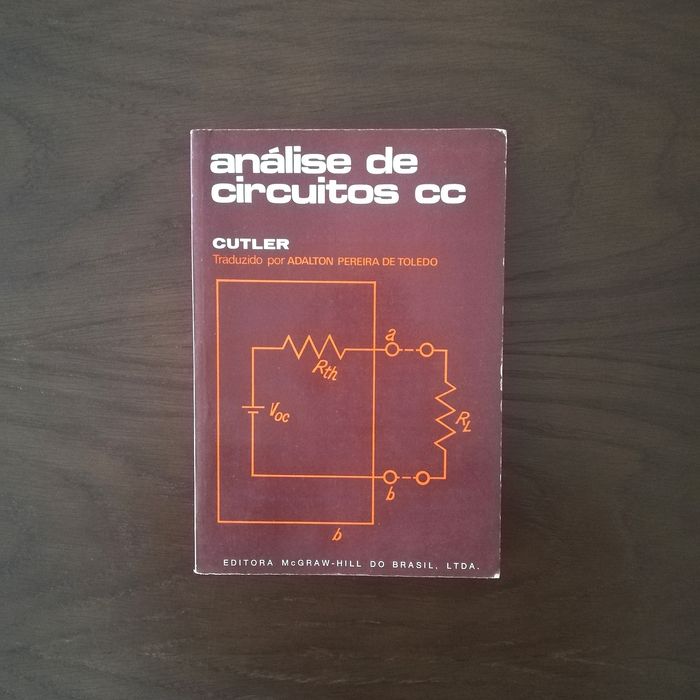 análise de
circuitos cc
CUTLER
Traduzido por ADALTON PEREIRA DE TOLEDO
a
Rth
Voc
RL
b
b
EDITORA McGRAW-HILL DO BRASIL, LTDA.